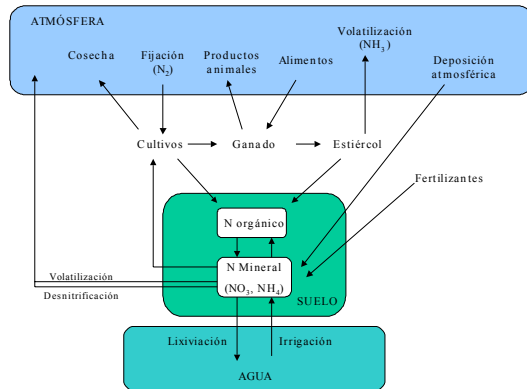 ATMÓSFERA
Cosecha
Fijación
(N₂)
Productos
animales
Alimentos
Volatilización
(NH₃)
Deposición
atmosférica
Cultivos
Ganado
Estiércol
Fertilizantes
N orgánico
N Mineral
(NO₃, NH₄)
SUELO
Volatilización
Desnitrificación
Lixiviación
Irrigación
AGUA